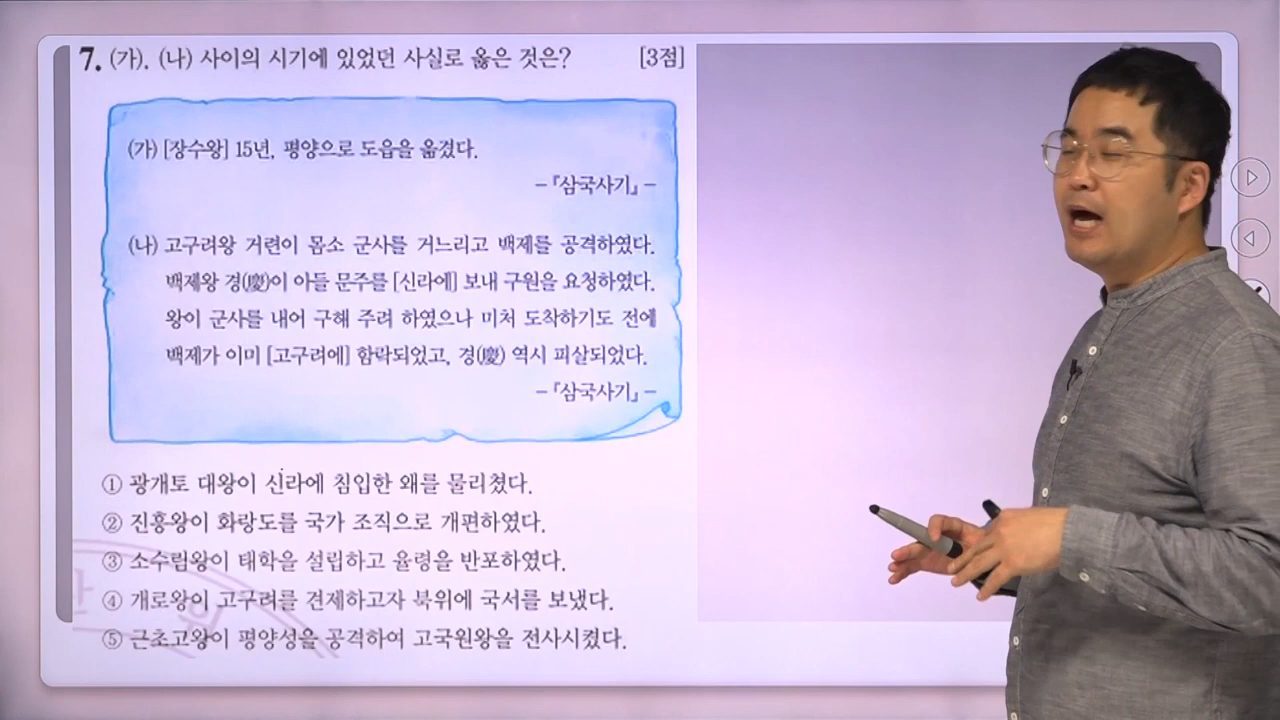 7. (가), (나) 사이의 시기에 있었던 사실로 옳은 것은? [3점]
(가) [장수왕] 15년, 평양으로 도읍을 옮겼다.
-『삼국사기』-
(나) 고구려왕 거련이 몸소 군사를 거느리고 백제를 공격하였다.
백제왕 경(慶)이 아들 문주를 [신라에] 보내 구원을 요청하였다.
왕이 군사를 내어 구해 주려 하였으나 미처 도착하기도 전에
백제가 이미 [고구려에] 함락되었고, 경(慶) 역시 피살되었다.
-『삼국사기』-
① 광개토 대왕이 신라에 침입한 왜를 물리쳤다.
② 진흥왕이 화랑도를 국가 조직으로 개편하였다.
③ 소수림왕이 태학을 설립하고 율령을 반포하였다.
④ 개로왕이 고구려를 견제하고자 북위에 국서를 보냈다.
⑤ 근초고왕이 평양성을 공격하여 고국원왕을 전사시켰다.